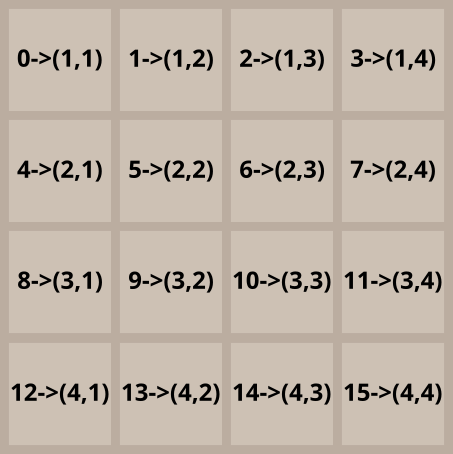 0->(1,1) 1->(1,2) 2->(1,3) 3->(1,4)
4->(2,1) 5->(2,2) 6->(2,3) 7->(2,4)
8->(3,1) 9->(3,2) 10->(3,3) 11->(3,4)
12->(4,1) 13->(4,2) 14->(4,3) 15->(4,4)